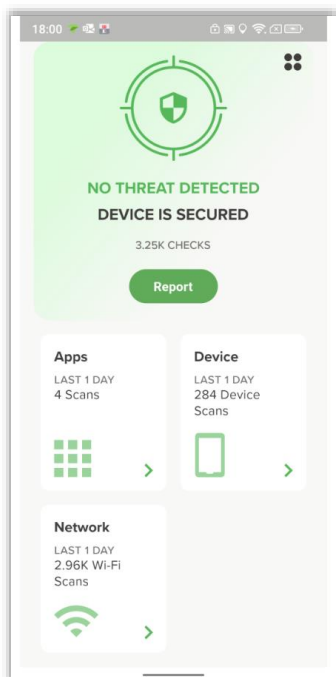 18:00
NO THREAT DETECTED
DEVICE IS SECURED
3.25K CHECKS
Report
Apps
LAST 1 DAY
4 Scans
Device
LAST 1 DAY
284 Device
Scans
Network
LAST 1 DAY
2.96K Wi-Fi
Scans